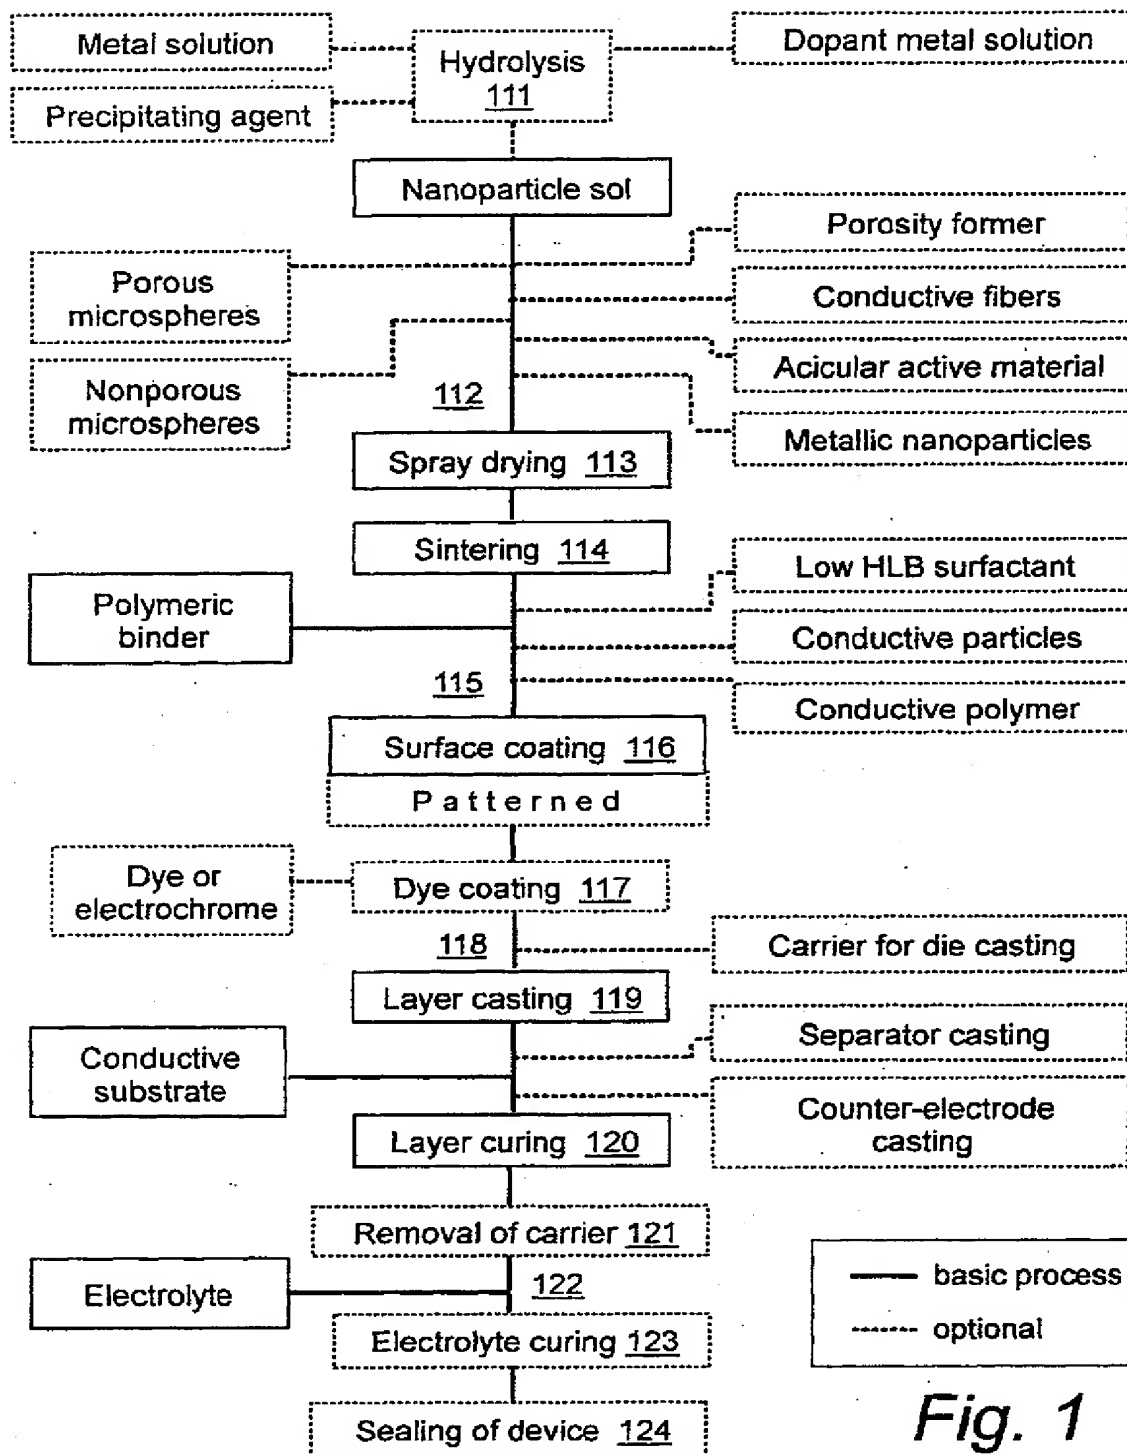 Metal solution
Hydrolysis
111
Dopant metal solution
Precipitating agent
Nanoparticle sol
Porosity former
Porous
microspheres
Conductive fibers
Nonporous
microspheres
Acicular active material
112
Metallic nanoparticles
Spray drying 113
Sintering 114
Low HLB surfactant
Polymeric
binder
Conductive particles
115
Conductive polymer
Surface coating 116
Patterned
Dye or
electrochrome
Dye coating 117
118
Carrier for die casting
Layer casting 119
Separator casting
Conductive
substrate
Counter-electrode
casting
Layer curing 120
Removal of carrier 121
Electrolyte
122
Electrolyte curing 123
Sealing of device 124
basic process
optional
Fig. 1